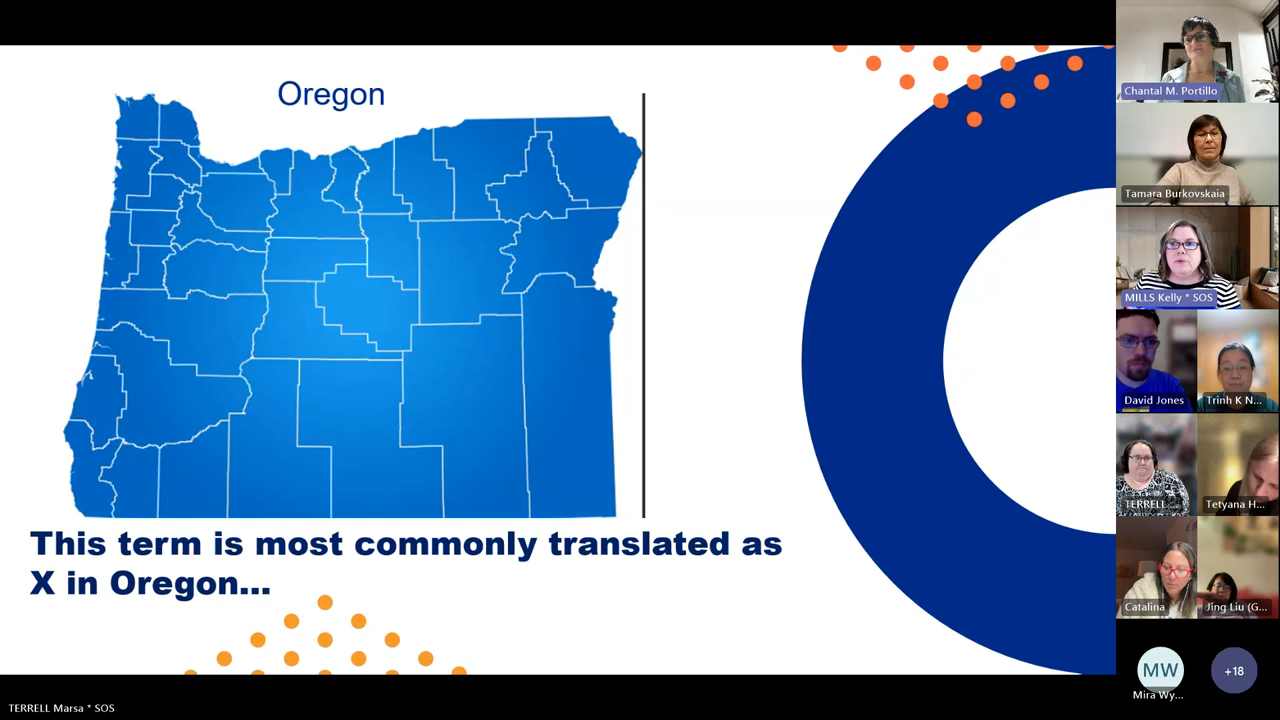 Oregon
This term is most commonly translated as
X in Oregon...
Chantal M. Portillo
Tamara Burkovskaia
MILLS Kelly * SOS
David Jones
Trinh K N...
TERRELL ...
Tetyana H...
Catalina
Jing Liu (G...
MW
Mira Wy...
+18
TERRELL Marsa * SOS